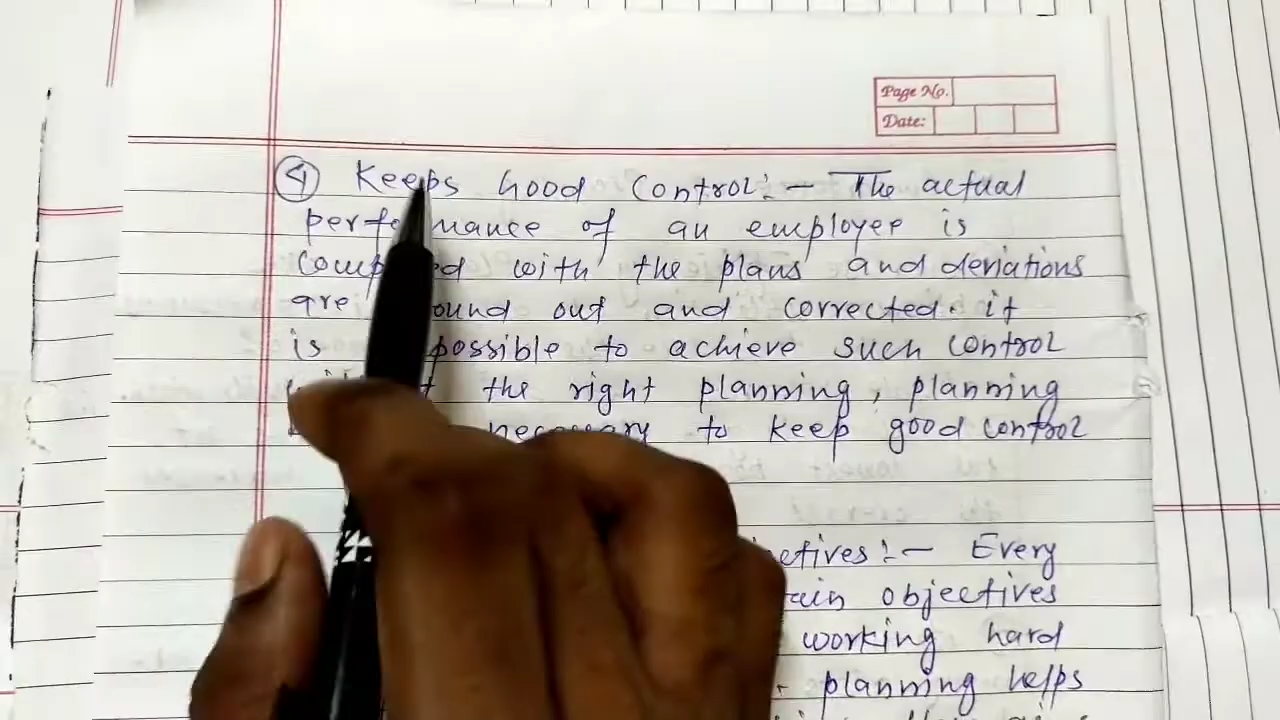 Page No.
Date:
④ Keeps Good Control:- The actual
performance of an employee is
with the plans and deviations
are found out and corrected. it
is possible to achieve such control
the right planning, planning
necessary to keep good control
:- Every
objectives
working hard
planning helps